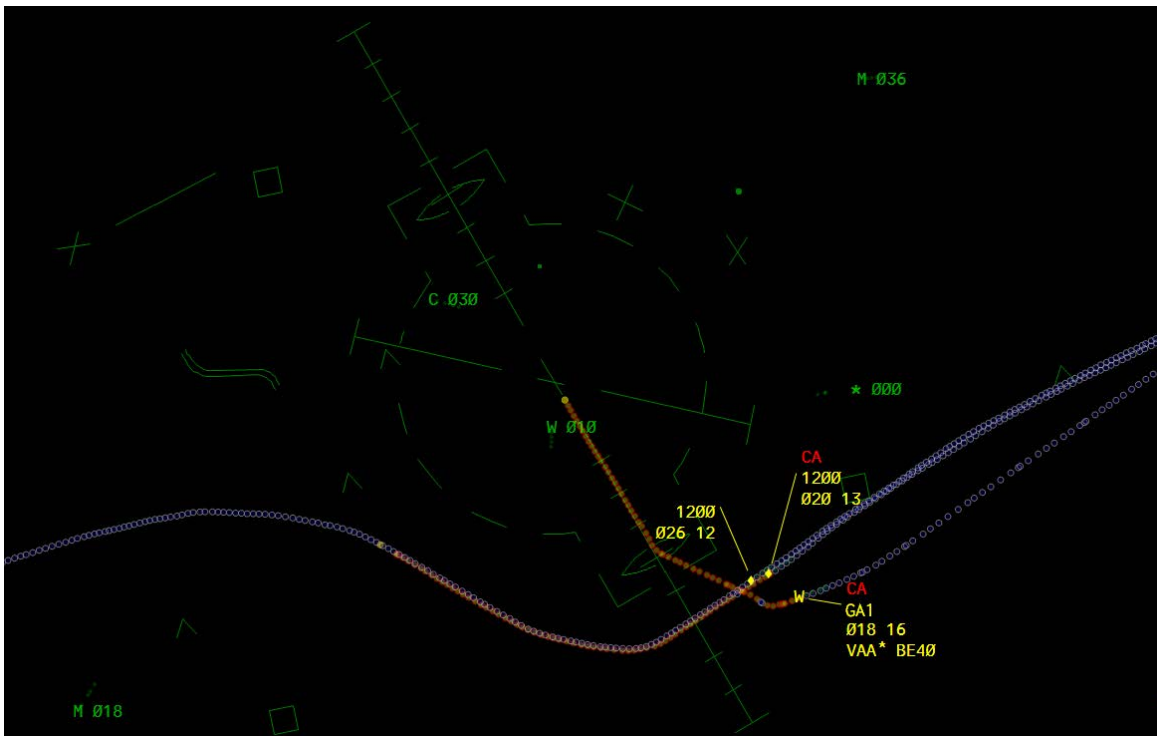 M Ø36
C Ø3Ø
* ØØØ
W Ø1Ø
CA
12ØØ
Ø2Ø 13
12ØØ
Ø26 12
W
CA
GA1
Ø18 16
VAA* BE4Ø
M Ø18